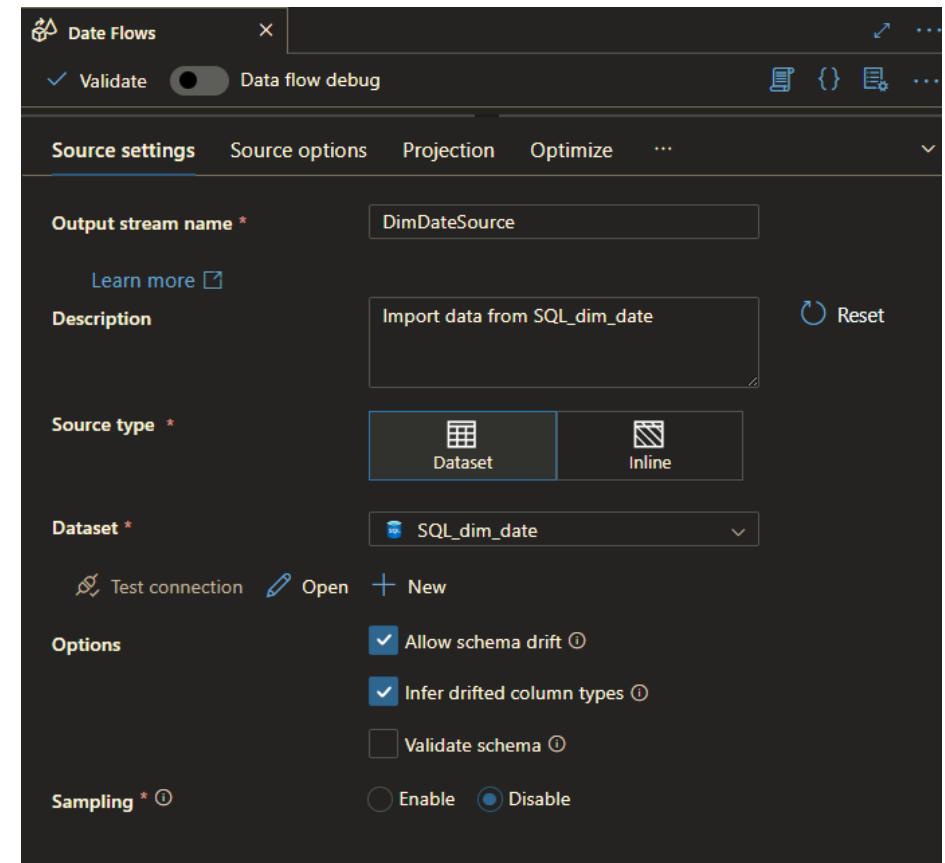 Date Flows
Validate Data flow debug
Source settings Source options Projection Optimize
Output stream name * DimDateSource
Learn more
Description Import data from SQL_dim_date Reset
Source type *
Dataset Inline
Dataset * SQL SQL_dim_date
Test connection Open New
Options Allow schema drift
Infer drifted column types
Validate schema
Sampling * Enable Disable